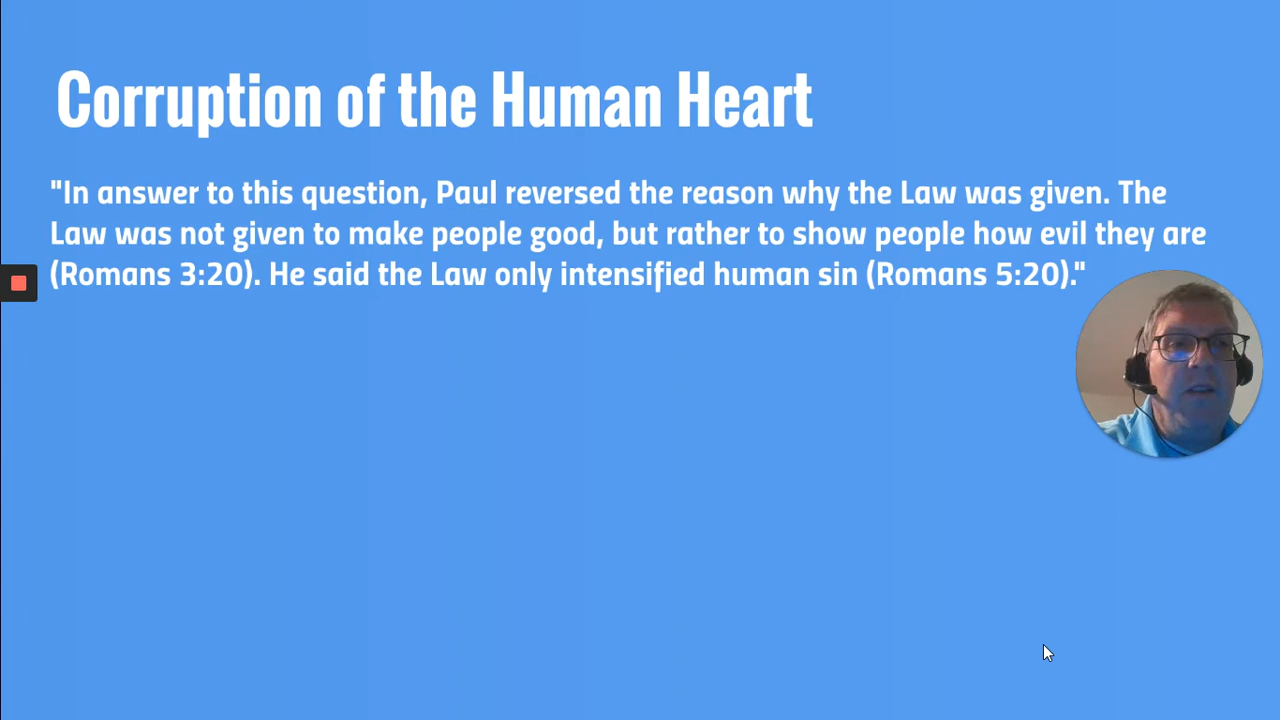 Corruption of the Human Heart
"In answer to this question, Paul reversed the reason why the Law was given. The
Law was not given to make people good, but rather to show people how evil they are
(Romans 3:20). He said the Law only intensified human sin (Romans 5:20)."